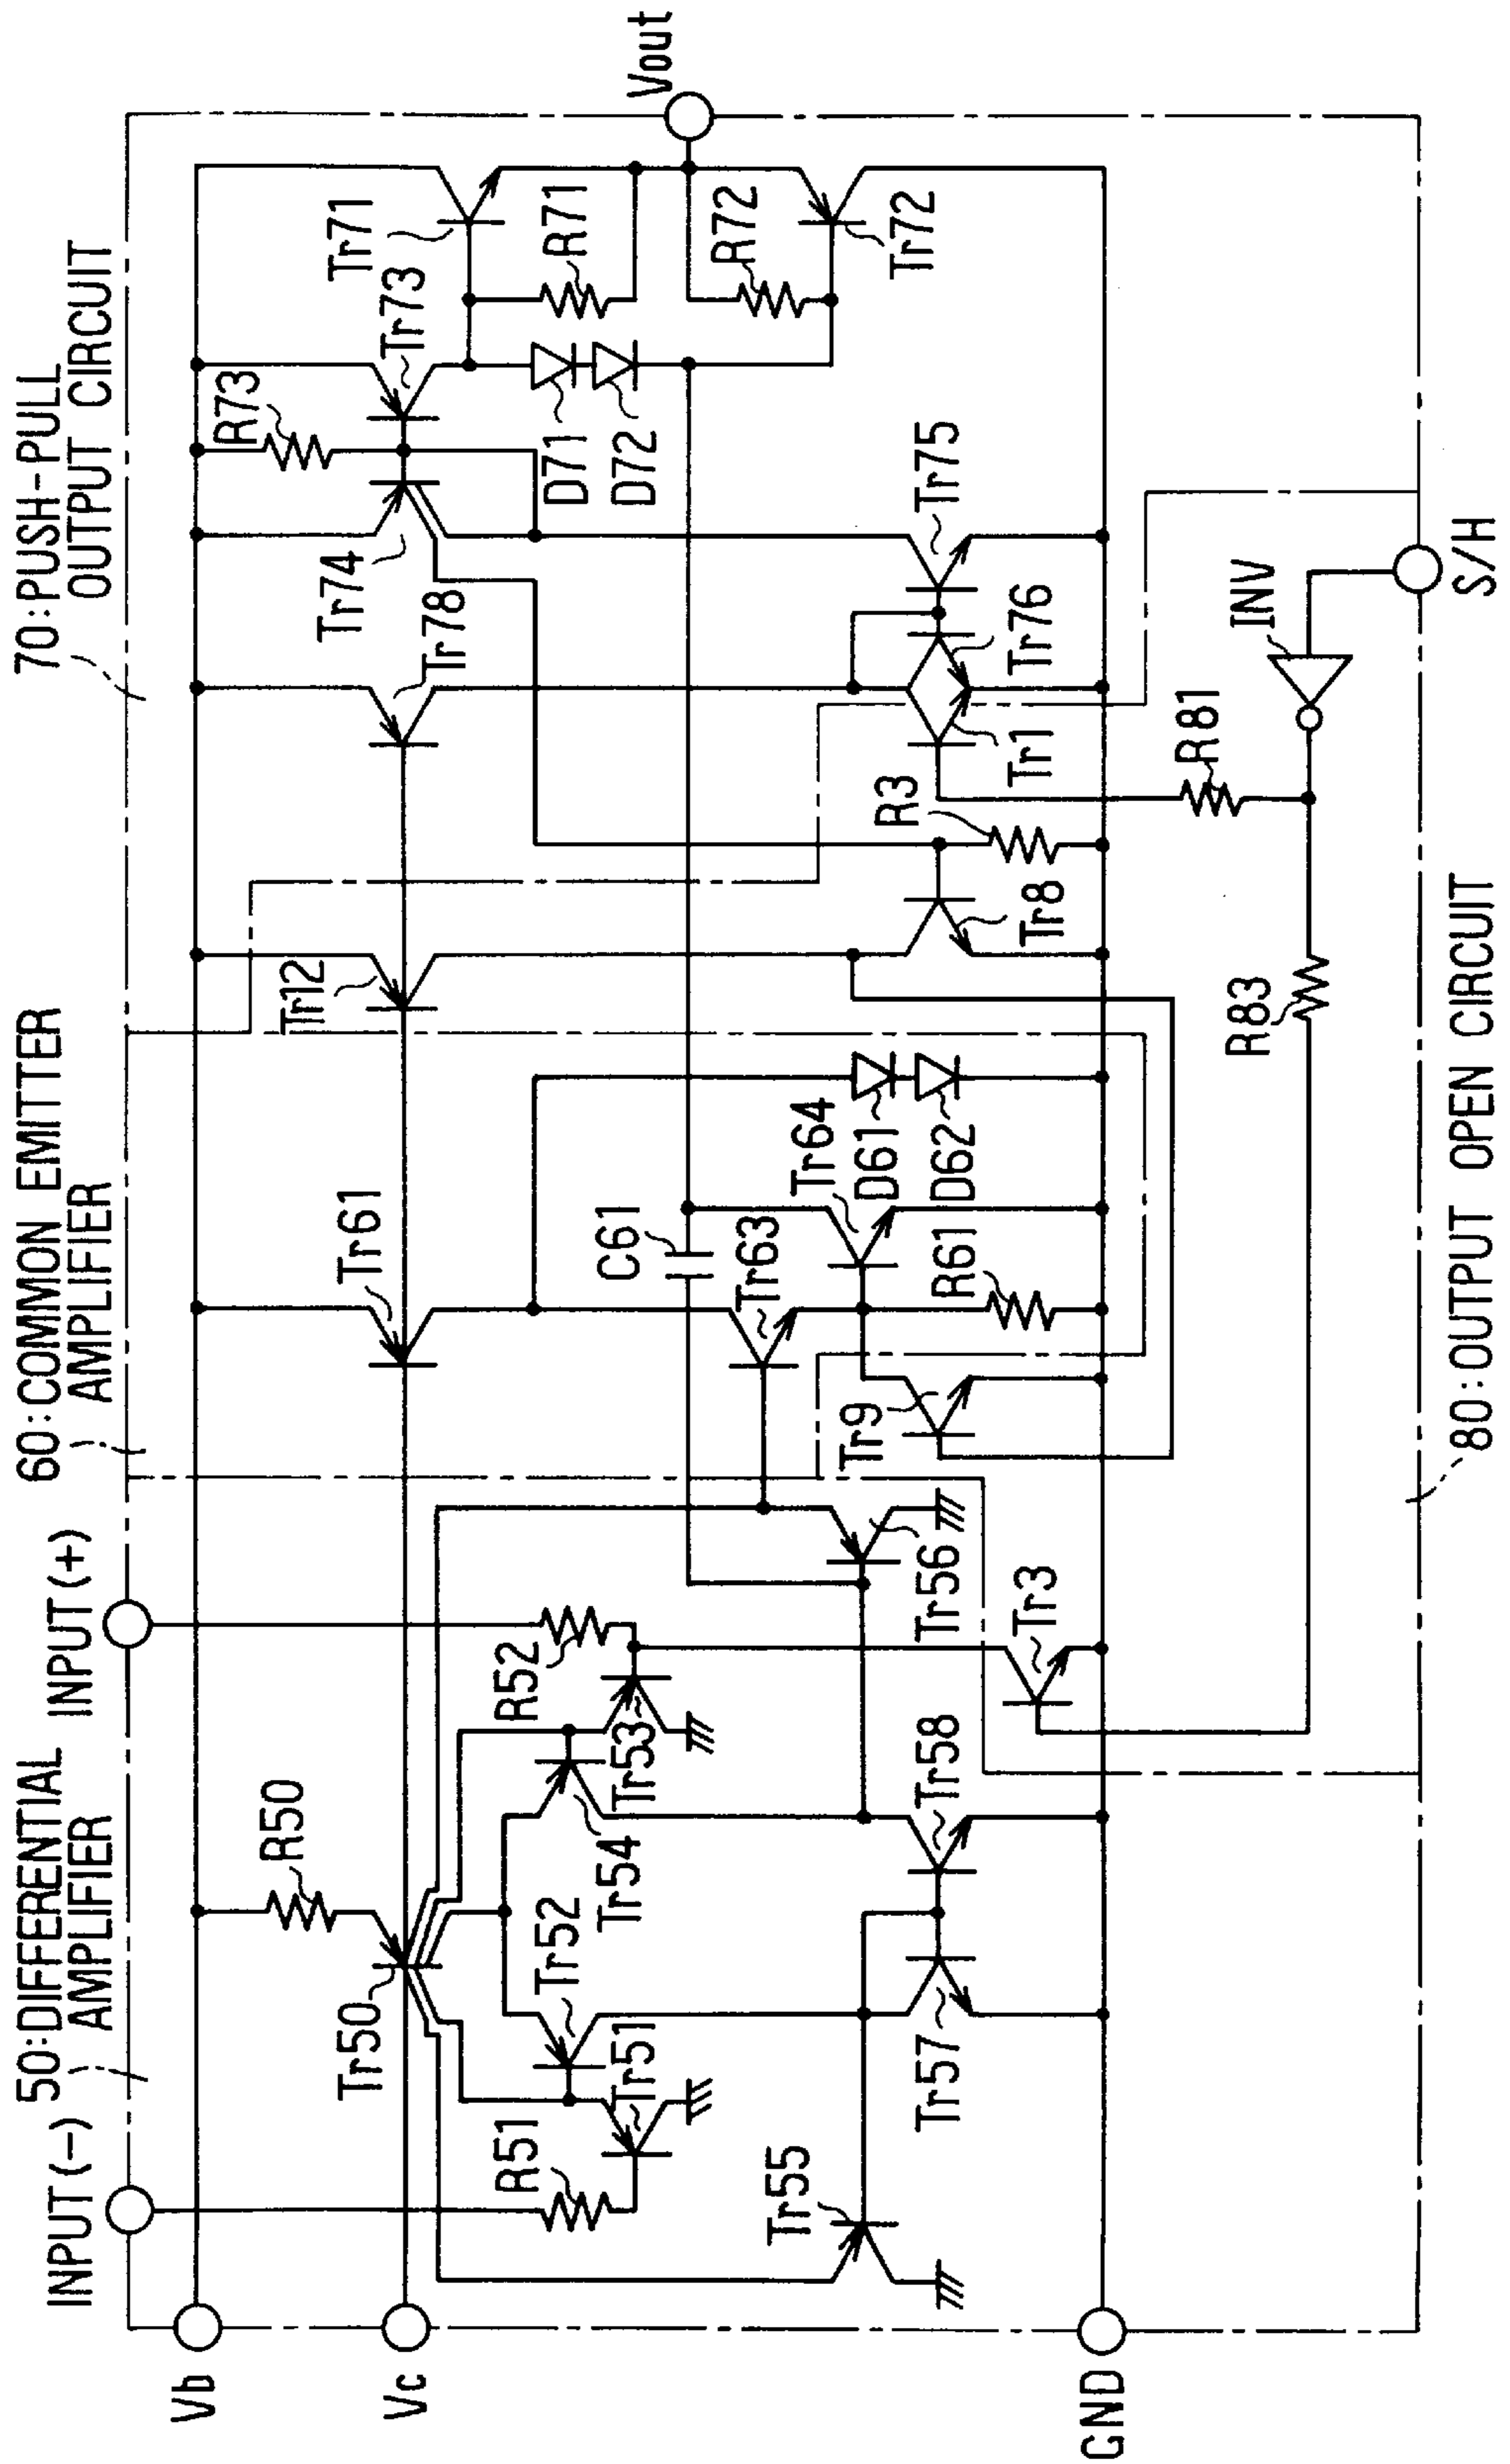 50:DIFFERENTIAL
AMPLIFIER
60:COMMON EMITTER
AMPLIFIER
70:PUSH-PULL
OUTPUT CIRCUIT
80:OUTPUT OPEN CIRCUIT
INPUT(-)
INPUT(+)
Vb
Vc
GND
Vout
S/H
INV
R50
Tr50
R51
Tr51
Tr52
R52
Tr53
Tr54
Tr55
Tr56
Tr57
Tr58
Tr3
Tr61
C61
Tr63
Tr64
R61
D61
D62
Tr9
Tr12
Tr8
R3
Tr1
Tr76
Tr75
Tr78
Tr74
R73
Tr73
D71
D72
Tr71
R71
R72
Tr72
R81
R83